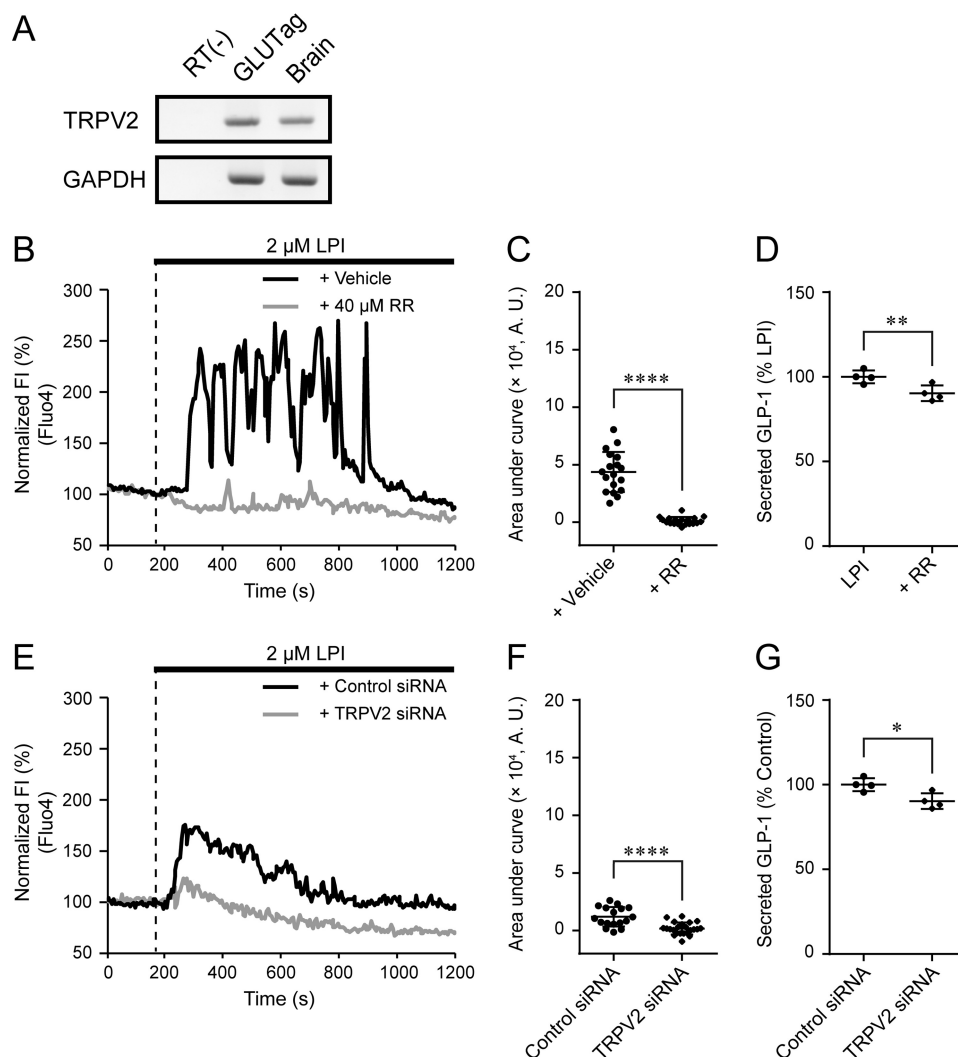 A
RT(-)
GLUTag
Brain
TRPV2
GAPDH
B
2 μM LPI
+ Vehicle
+ 40 μM RR
Normalized FI (%)
(Fluo4)
300
250
200
150
100
50
0 200 400 600 800 1000 1200
Time (s)
C
Area under curve (× 10⁴, A. U.)
20
15
10
5
0
****
+ Vehicle
+ RR
D
Secreted GLP-1 (% LPI)
150
100
50
0
**
LPI
+ RR
E
2 μM LPI
+ Control siRNA
+ TRPV2 siRNA
Normalized FI (%)
(Fluo4)
300
250
200
150
100
50
0 200 400 600 800 1000 1200
Time (s)
F
Area under curve (× 10⁴, A. U.)
20
15
10
5
0
****
Control siRNA
TRPV2 siRNA
G
Secreted GLP-1 (% Control)
150
100
50
0
*
Control siRNA
TRPV2 siRNA